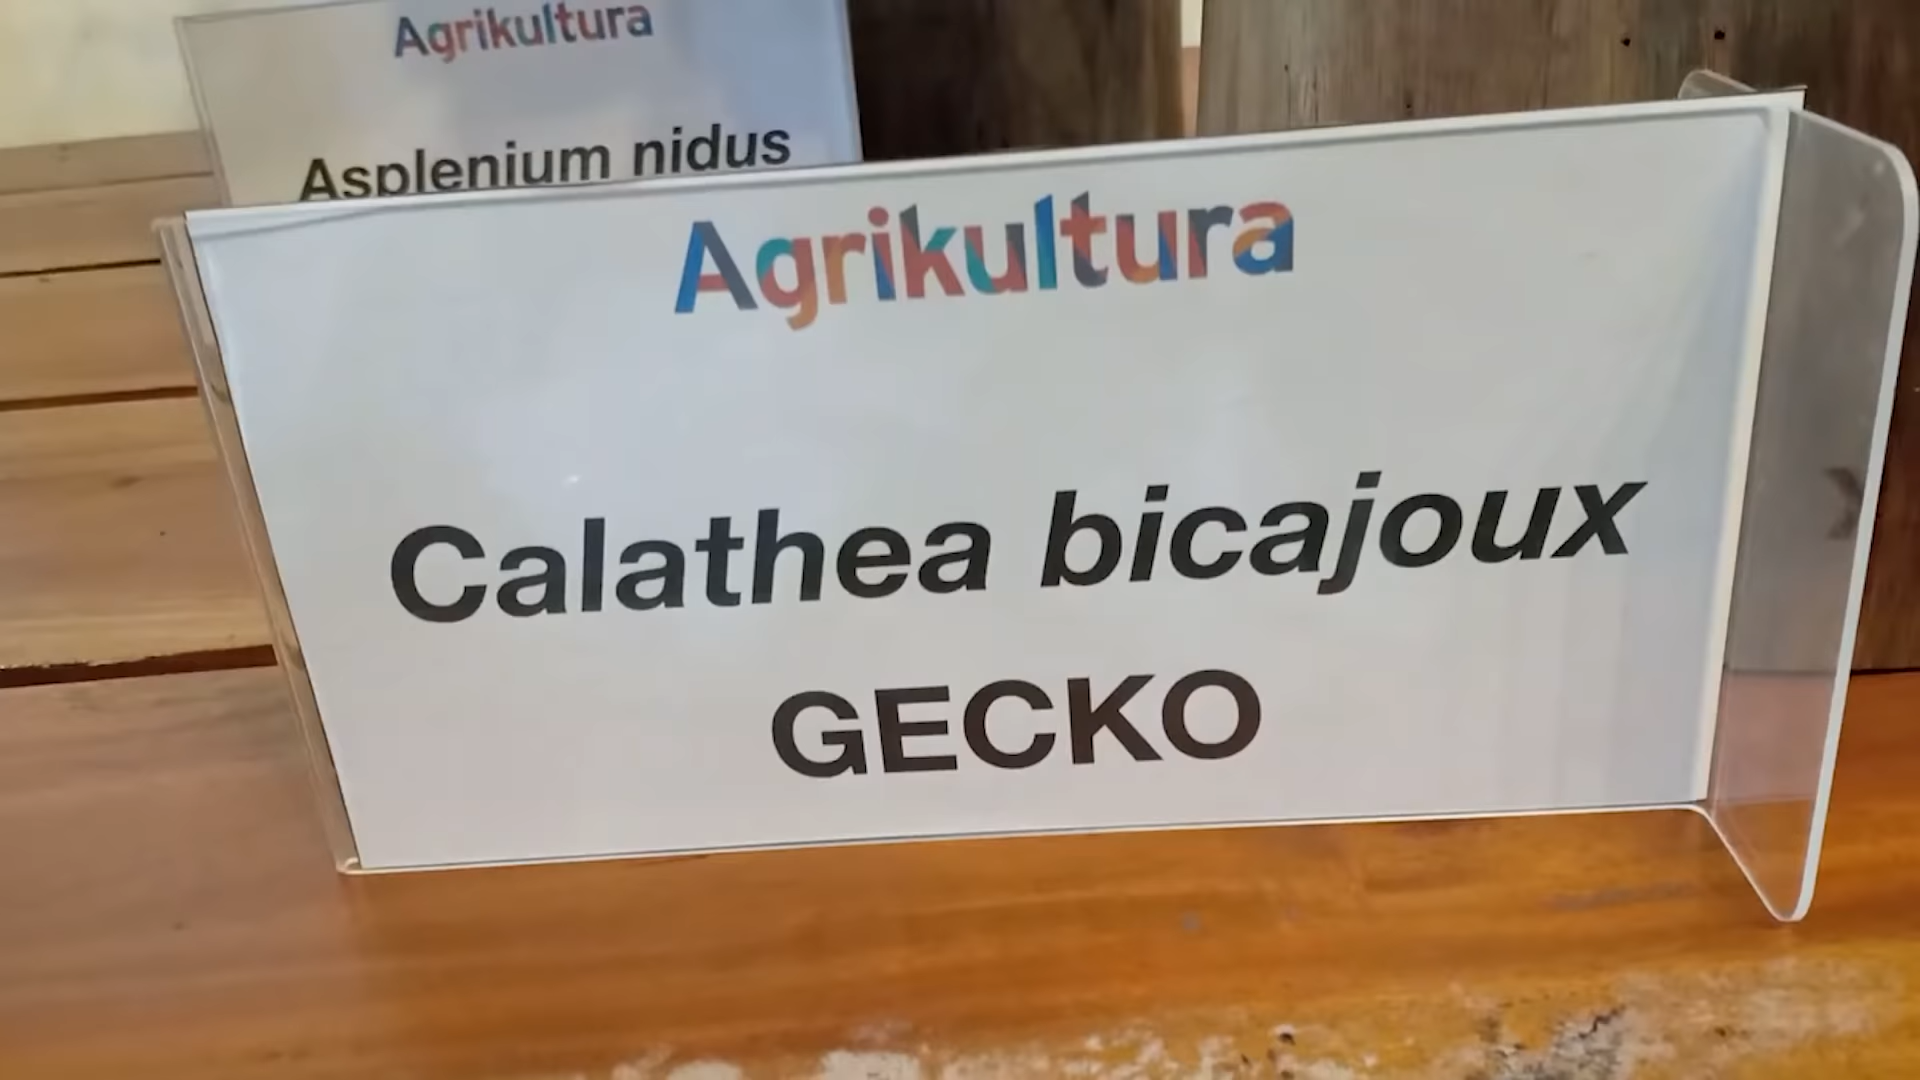 Agrikultura
Asplenium nidus
Agrikultura
Calathea bicajoux
GECKO